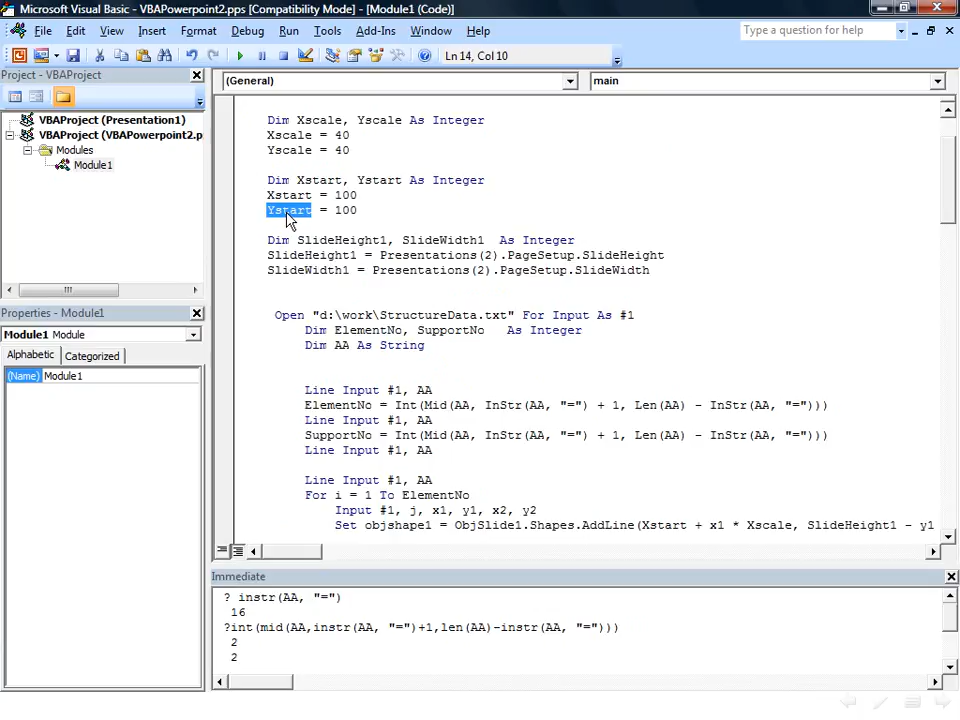 Microsoft Visual Basic - VBAPowerpoint2.pps [Compatibility Mode] - [Module1 (Code)]
File Edit View Insert Format Debug Run Tools Add-Ins Window Help
Type a question for help
Ln 14, Col 10
Project - VBAProject
(General)
main
VBAProject (Presentation1)
VBAProject (VBAPowerpoint2.p
Modules
Module1
Properties - Module1
Module1 Module
Alphabetic Categorized
(Name) Module1
Dim Xscale, Yscale As Integer
Xscale = 40
Yscale = 40
Dim Xstart, Ystart As Integer
Xstart = 100
Ystart = 100
Dim SlideHeight1, SlideWidth1  As Integer
SlideHeight1 = Presentations(2).PageSetup.SlideHeight
SlideWidth1 = Presentations(2).PageSetup.SlideWidth
Open "d:\work\StructureData.txt" For Input As #1
Dim ElementNo, SupportNo   As Integer
Dim AA As String
Line Input #1, AA
ElementNo = Int(Mid(AA, InStr(AA, "=") + 1, Len(AA) - InStr(AA, "=")))
Line Input #1, AA
SupportNo = Int(Mid(AA, InStr(AA, "=") + 1, Len(AA) - InStr(AA, "=")))
Line Input #1, AA
Line Input #1, AA
For i = 1 To ElementNo
Input #1, j, x1, y1, x2, y2
Set objshape1 = ObjSlide1.Shapes.AddLine(Xstart + x1 * Xscale, SlideHeight1 - y1
Immediate
? instr(AA, "=")
16
?int(mid(AA,instr(AA, "=")+1,len(AA)-instr(AA, "=")))
2
2